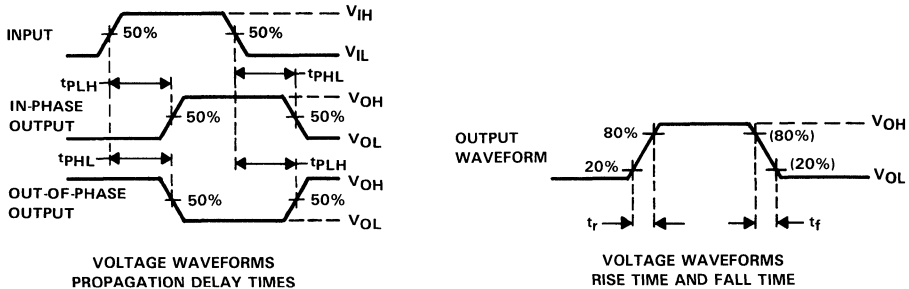 INPUT
50%
50%
VIH
VIL
tPLH
tPHL
IN-PHASE
OUTPUT
50%
50%
VOH
VOL
tPHL
tPLH
OUT-OF-PHASE
OUTPUT
50%
50%
VOH
VOL
VOLTAGE WAVEFORMS
PROPAGATION DELAY TIMES
OUTPUT
WAVEFORM
80%
20%
(80%)
(20%)
VOH
VOL
tr
tf
VOLTAGE WAVEFORMS
RISE TIME AND FALL TIME